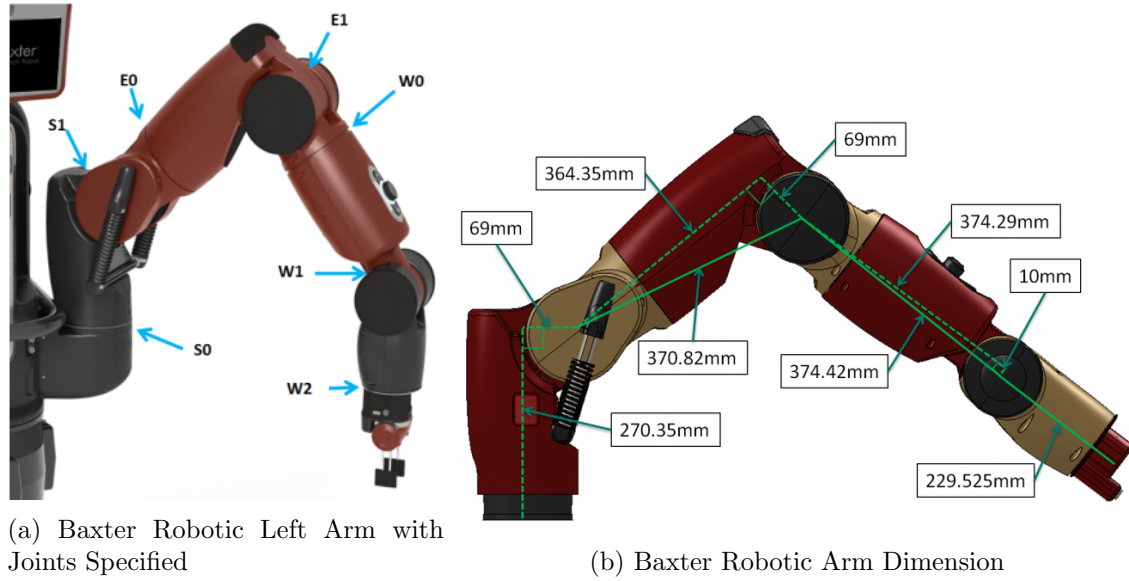 xter
E1
E0
W0
S1
W1
S0
W2
69mm
364.35mm
374.29mm
69mm
10mm
370.82mm
374.42mm
270.35mm
229.525mm
(a) Baxter Robotic Left Arm with
Joints Specified
(b) Baxter Robotic Arm Dimension